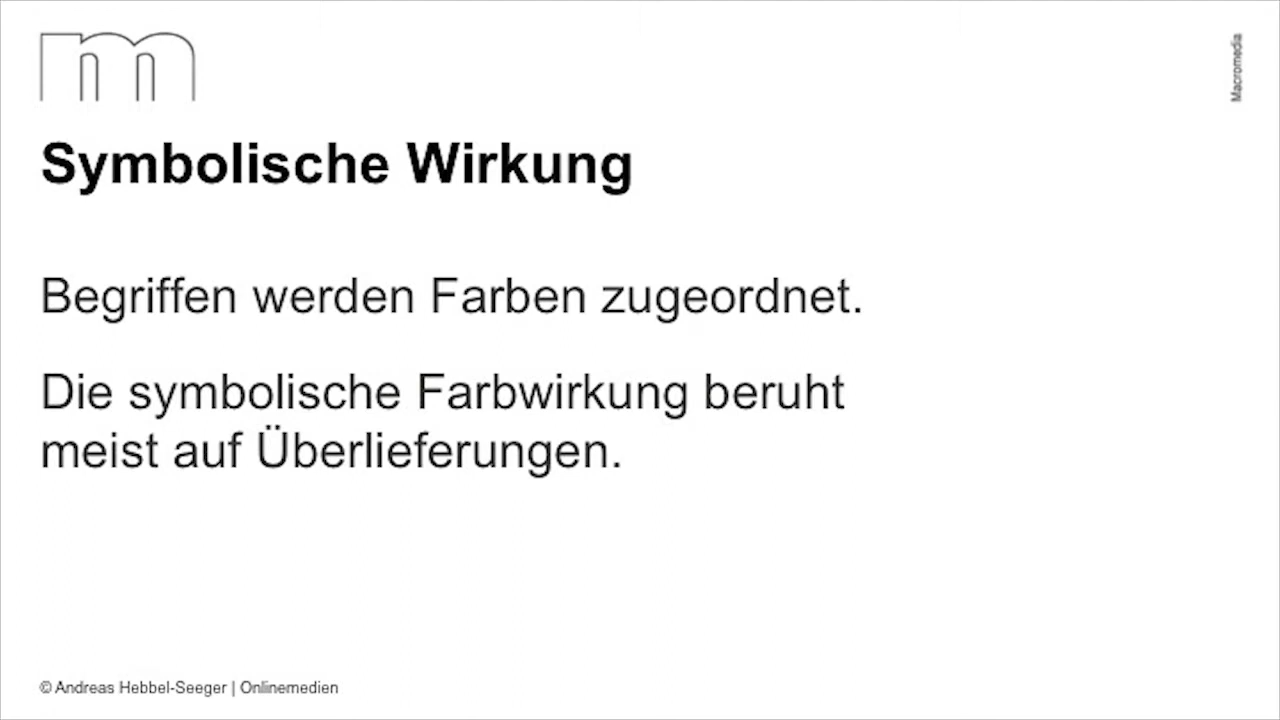 m
Macromedia
Symbolische Wirkung
Begriffen werden Farben zugeordnet.
Die symbolische Farbwirkung beruht
meist auf Überlieferungen.
© Andreas Hebbel-Seeger | Onlinemedien